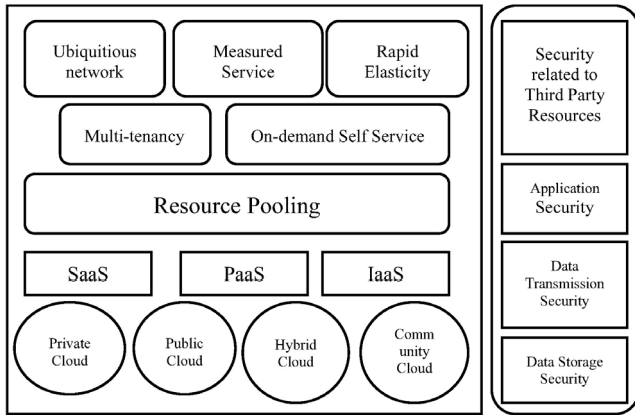 Ubiquitious
network
Measured
Service
Rapid
Elasticity
Multi-tenancy
On-demand Self Service
Resource Pooling
SaaS
PaaS
IaaS
Private
Cloud
Public
Cloud
Hybrid
Cloud
Comm
unity
Cloud
Security
related to
Third Party
Resources
Application
Security
Data
Transmission
Security
Data Storage
Security